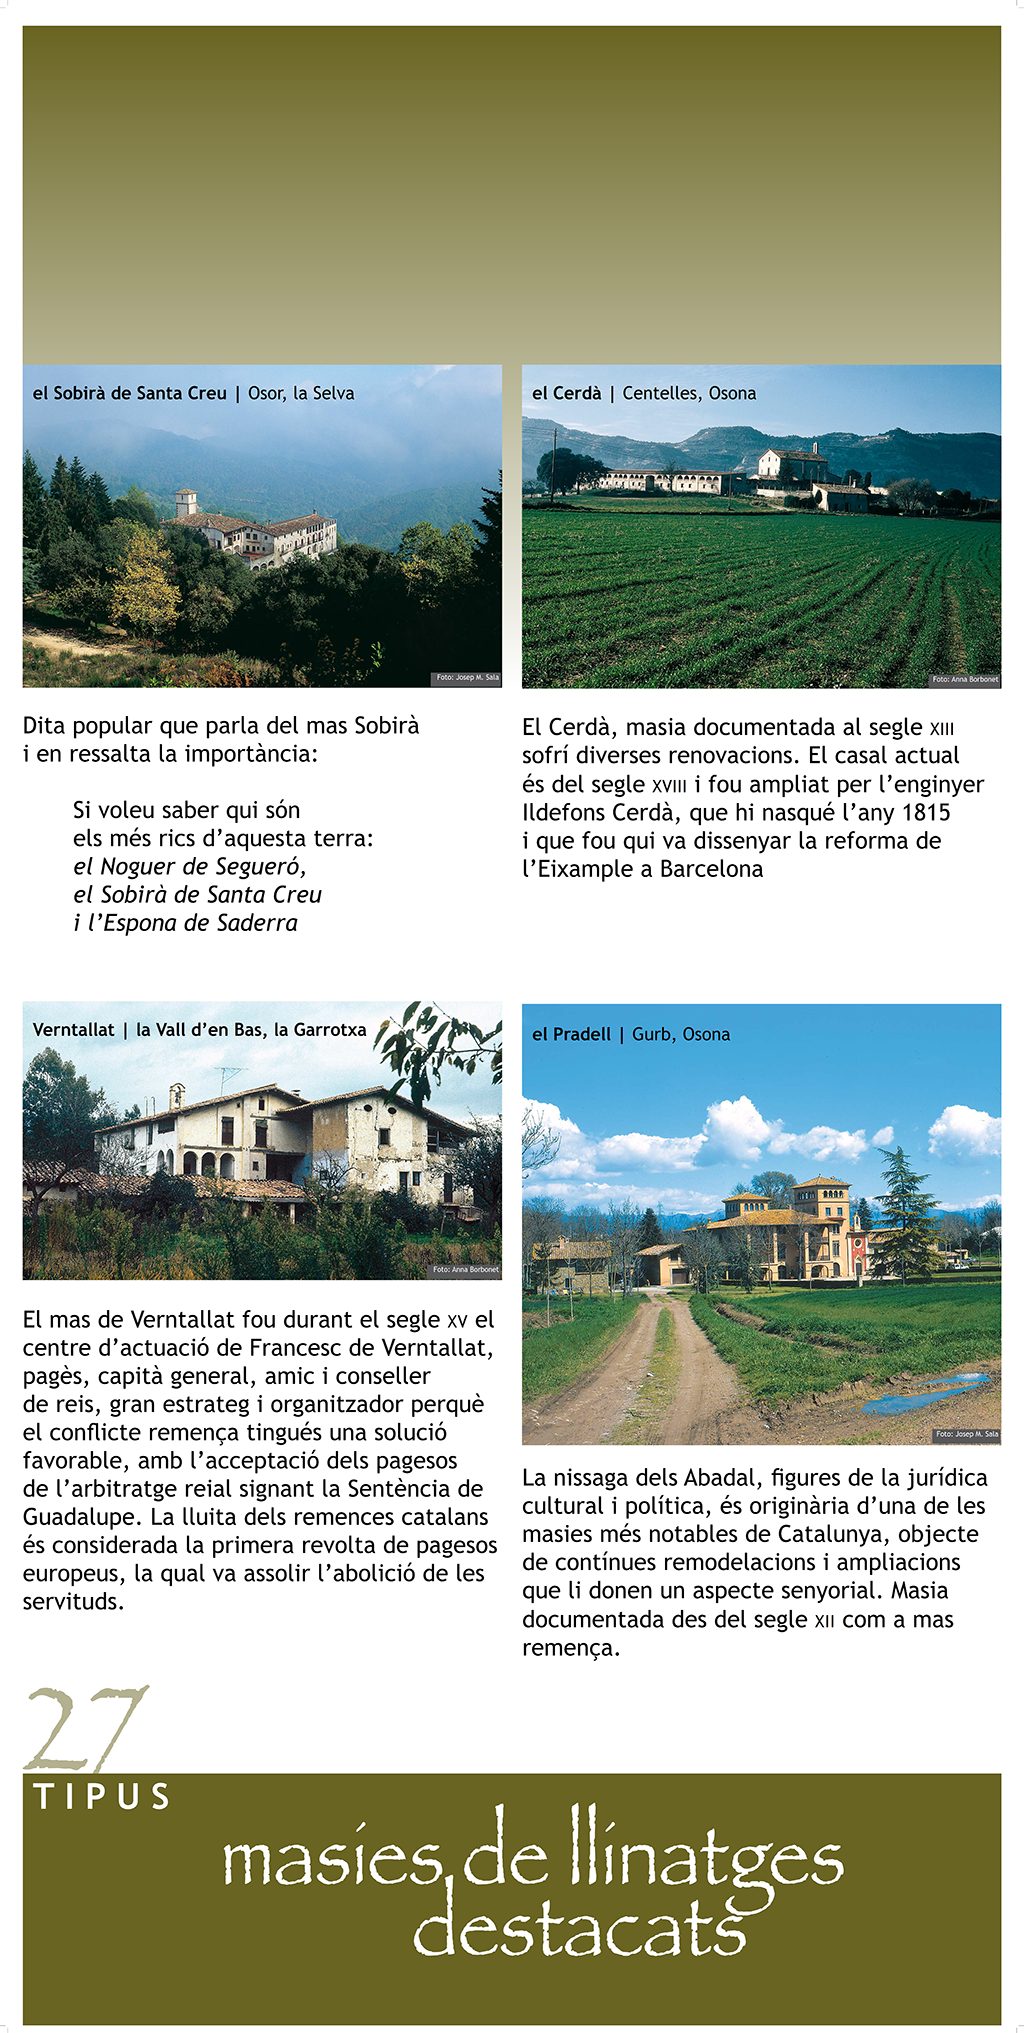 el Sobirà de Santa Creu | Osor, la Selva
Foto: Josep M. Sala
Dita popular que parla del mas Sobirà
i en ressalta la importància:
Si voleu saber qui són
els més rics d’aquesta terra:
el Noguer de Segueró,
el Sobirà de Santa Creu
i l’Espona de Saderra
el Cerdà | Centelles, Osona
Foto: Anna Borbonet
El Cerdà, masia documentada al segle XIII
sofrí diverses renovacions. El casal actual
és del segle XVIII i fou ampliat per l’enginyer
Ildefons Cerdà, que hi nasqué l’any 1815
i que fou qui va dissenyar la reforma de
l’Eixample a Barcelona
Verntallat | la Vall d’en Bas, la Garrotxa
Foto: Anna Borbonet
El mas de Verntallat fou durant el segle XV el
centre d’actuació de Francesc de Verntallat,
pagès, capità general, amic i conseller
de reis, gran estrateg i organitzador perquè
el conflicte remença tingués una solució
favorable, amb l’acceptació dels pagesos
de l’arbitratge reial signant la Sentència de
Guadalupe. La lluita dels remences catalans
és considerada la primera revolta de pagesos
europeus, la qual va assolir l’abolició de les
servituds.
el Pradell | Gurb, Osona
Foto: Josep M. Sala
La nissaga dels Abadal, figures de la jurídica
cultural i política, és originària d’una de les
masies més notables de Catalunya, objecte
de contínues remodelacions i ampliacions
que li donen un aspecte senyorial. Masia
documentada des del segle XII com a mas
remença.
27
TIPUS
masies de llinatges
destacats